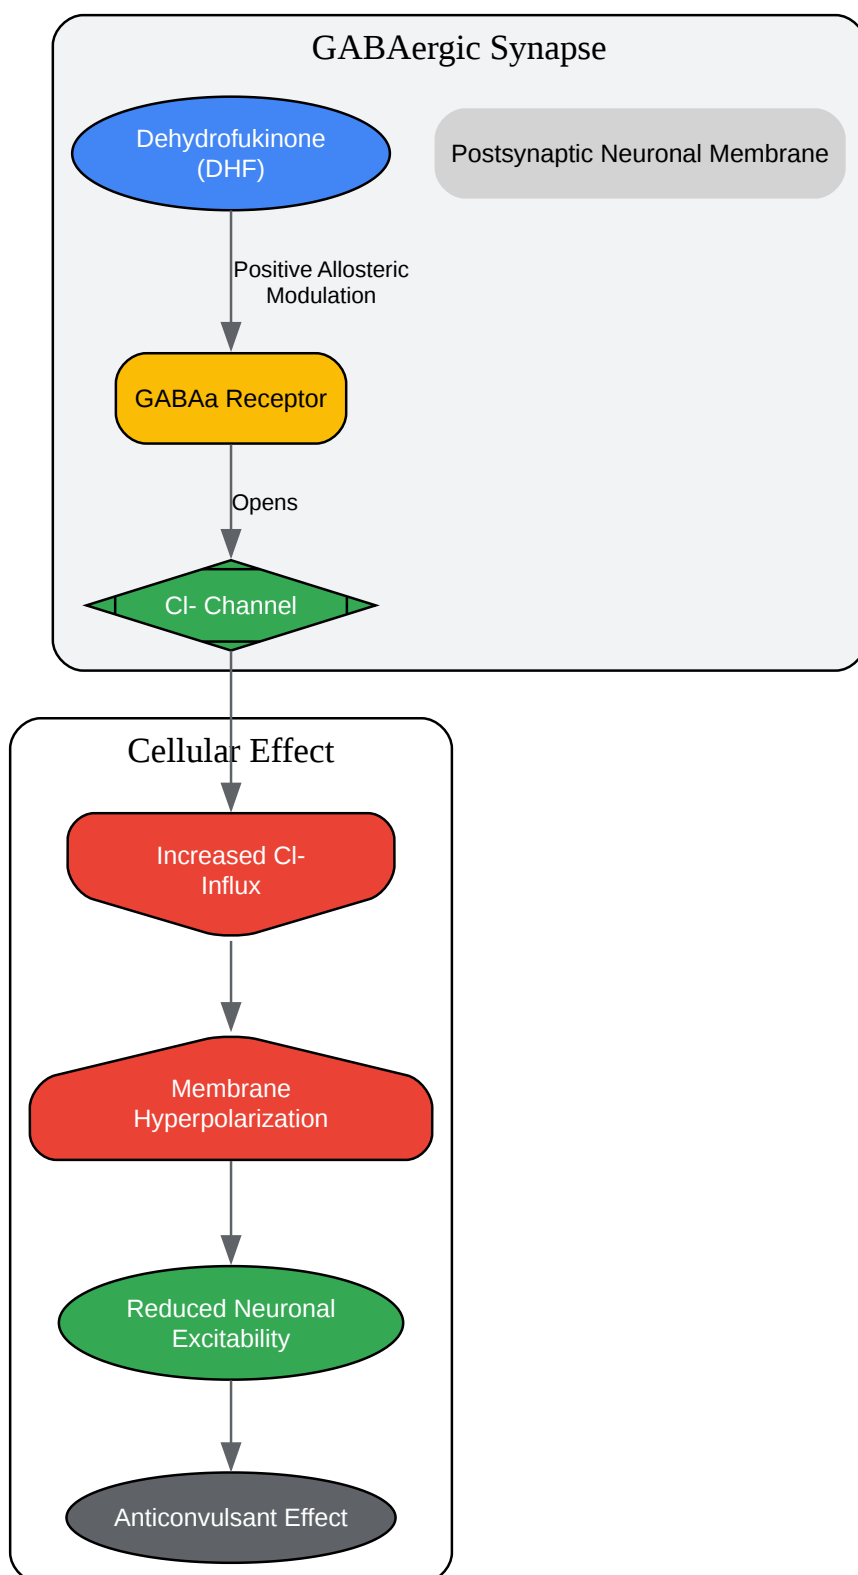 GABAergic Synapse
Dehydrofukinone
(DHF)
Postsynaptic Neuronal Membrane
Positive Allosteric
Modulation
GABAa Receptor
Opens
Cl- Channel
Cellular Effect
Increased Cl-
Influx
Membrane
Hyperpolarization
Reduced Neuronal
Excitability
Anticonvulsant Effect